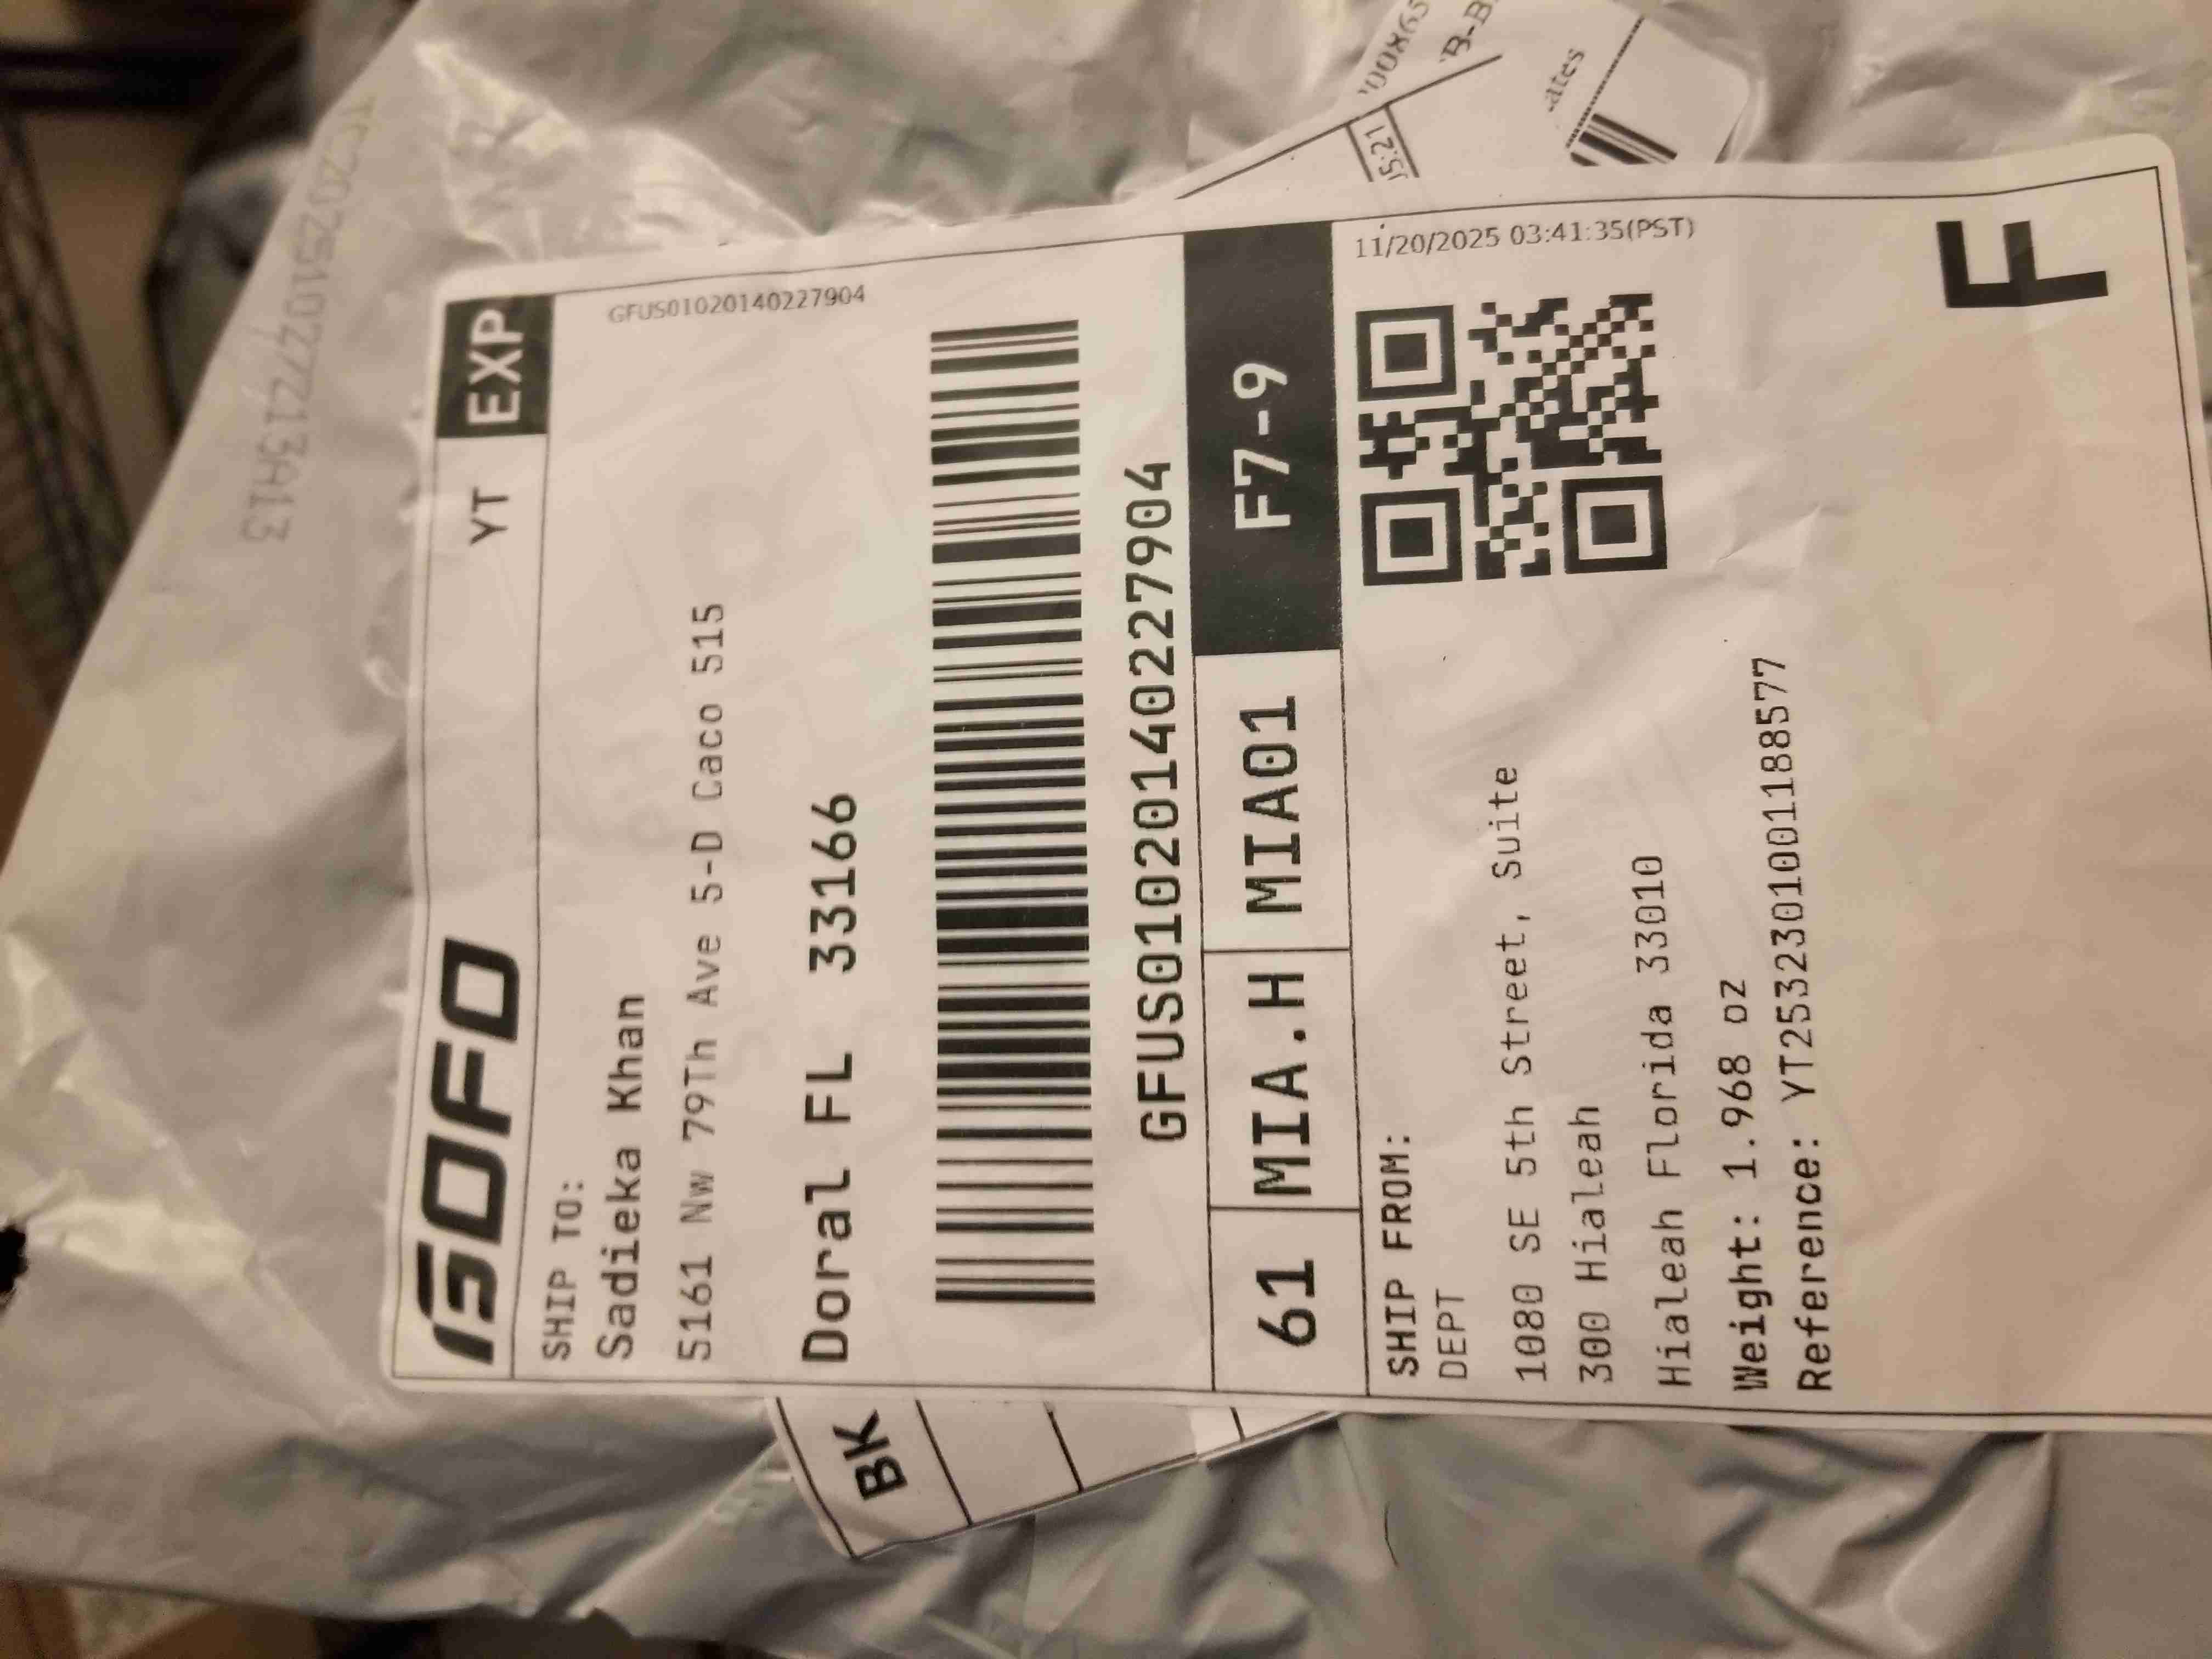 GOFO
YT EXP
GFUS01020140227904
SHIP TO:
Sadieka Khan
5161 Nw 79Th Ave 5-D Caco 515
Doral FL 33166
GFUS01020140227904
61 MIA.H MIA01 F7-9
11/20/2025 03:41:35(PST)
SHIP FROM:
DEPT
1080 SE 5th Street, Suite
300 Hialeah
Hialeah Florida 33010
Weight: 1.968 oz
Reference: YT2532301001188577
F
BK